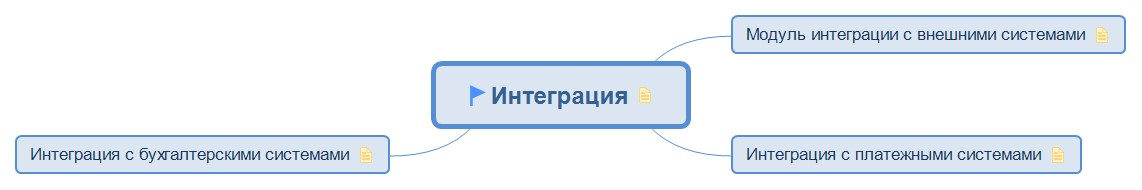 Модуль интеграции с внешними системами
Интеграция
Интеграция с бухгалтерскими системами
Интеграция с платежными системами